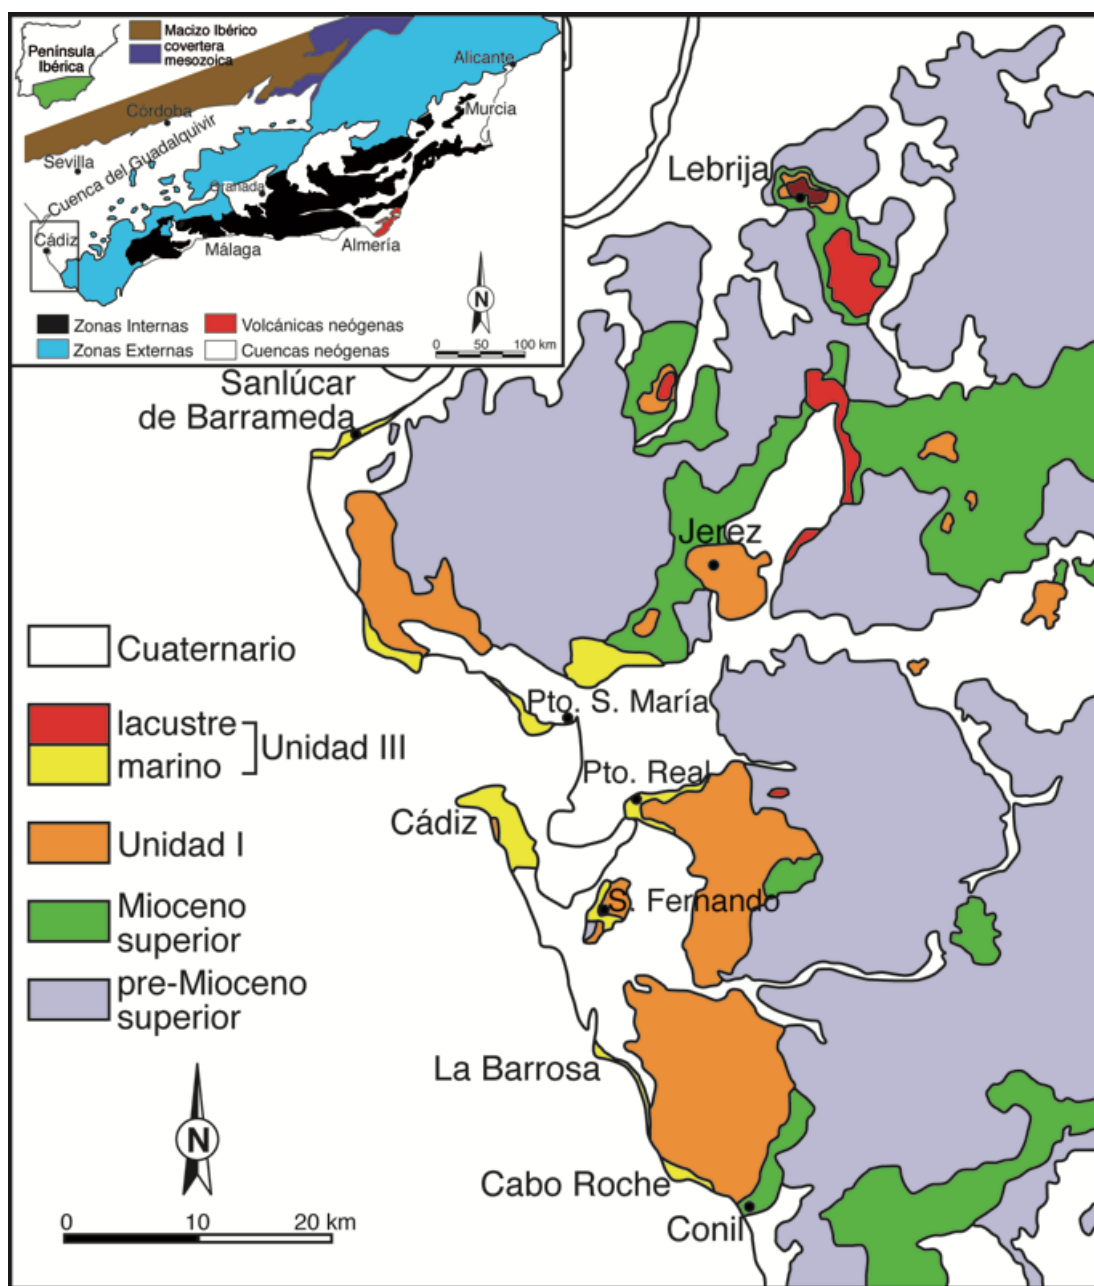 Península
Ibérica
Macizo Ibérico
covertera
mesozoica
Alicante
Murcia
Córdoba
Sevilla
Cuenca del Guadalquivir
Granada
Cádiz
Málaga
Almería
N
Zonas Internas
Volcánicas neógenas
Zonas Externas
Cuencas neógenas
0 50 100 km
Lebrija
Sanlúcar
de Barrameda
Jerez
Cuaternario
lacustre
marino
Unidad III
Pto. S. María
Pto. Real
Cádiz
Unidad I
S. Fernando
Mioceno
superior
pre-Mioceno
superior
La Barrosa
N
Cabo Roche
Conil
0 10 20 km